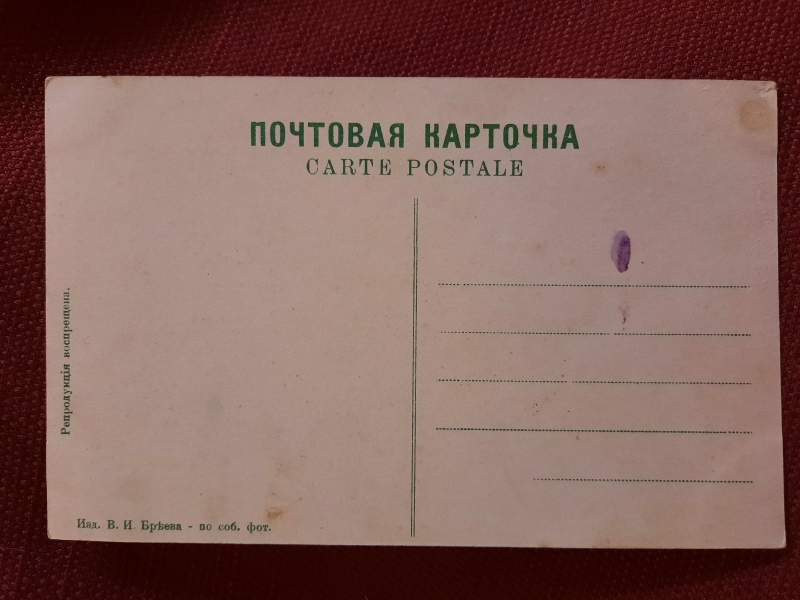 ПОЧТОВАЯ КАРТОЧКА
CARTE POSTALE
Репродукція воспрещена.
Изд. В. И. Брѣева - по соб. фот.